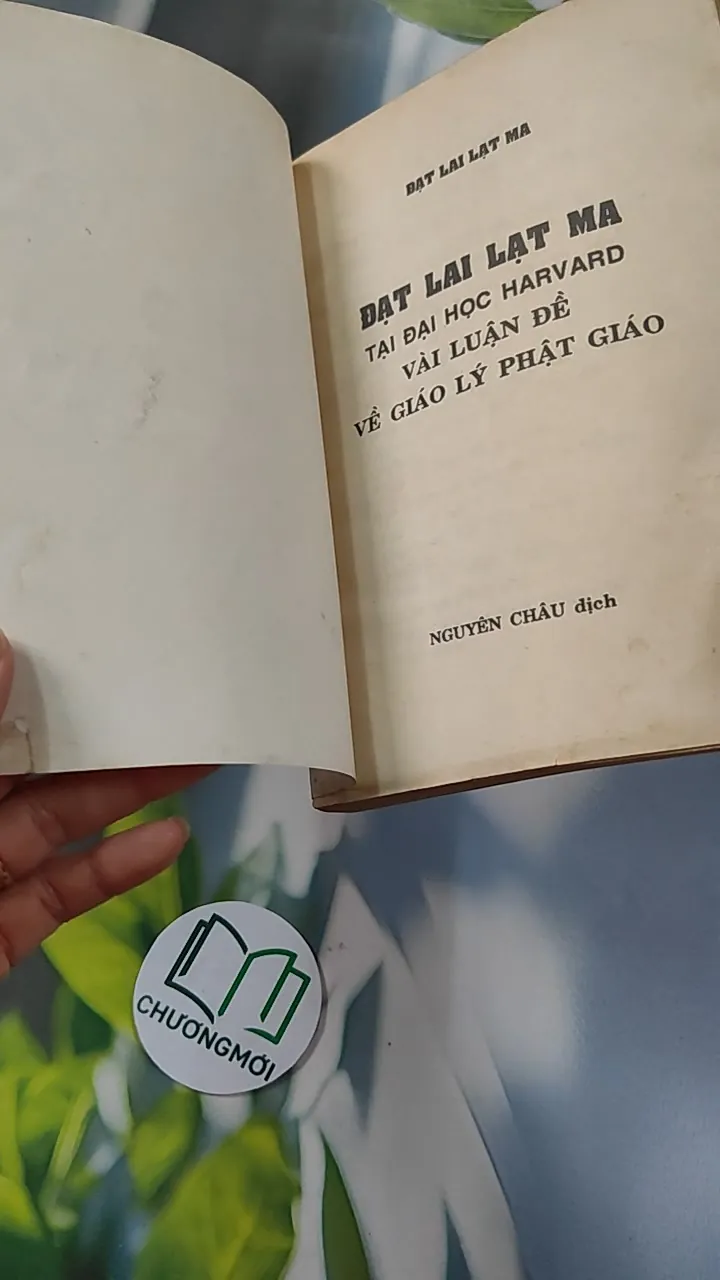 ĐẠT LAI LẠT MA
ĐẠT LAI LẠT MA
TẠI ĐẠI HỌC HARVARD
VÀI LUẬN ĐỀ
VỀ GIÁO LÝ PHẬT GIÁO
NGUYÊN CHÂU dịch
CHƯƠNGMỚI